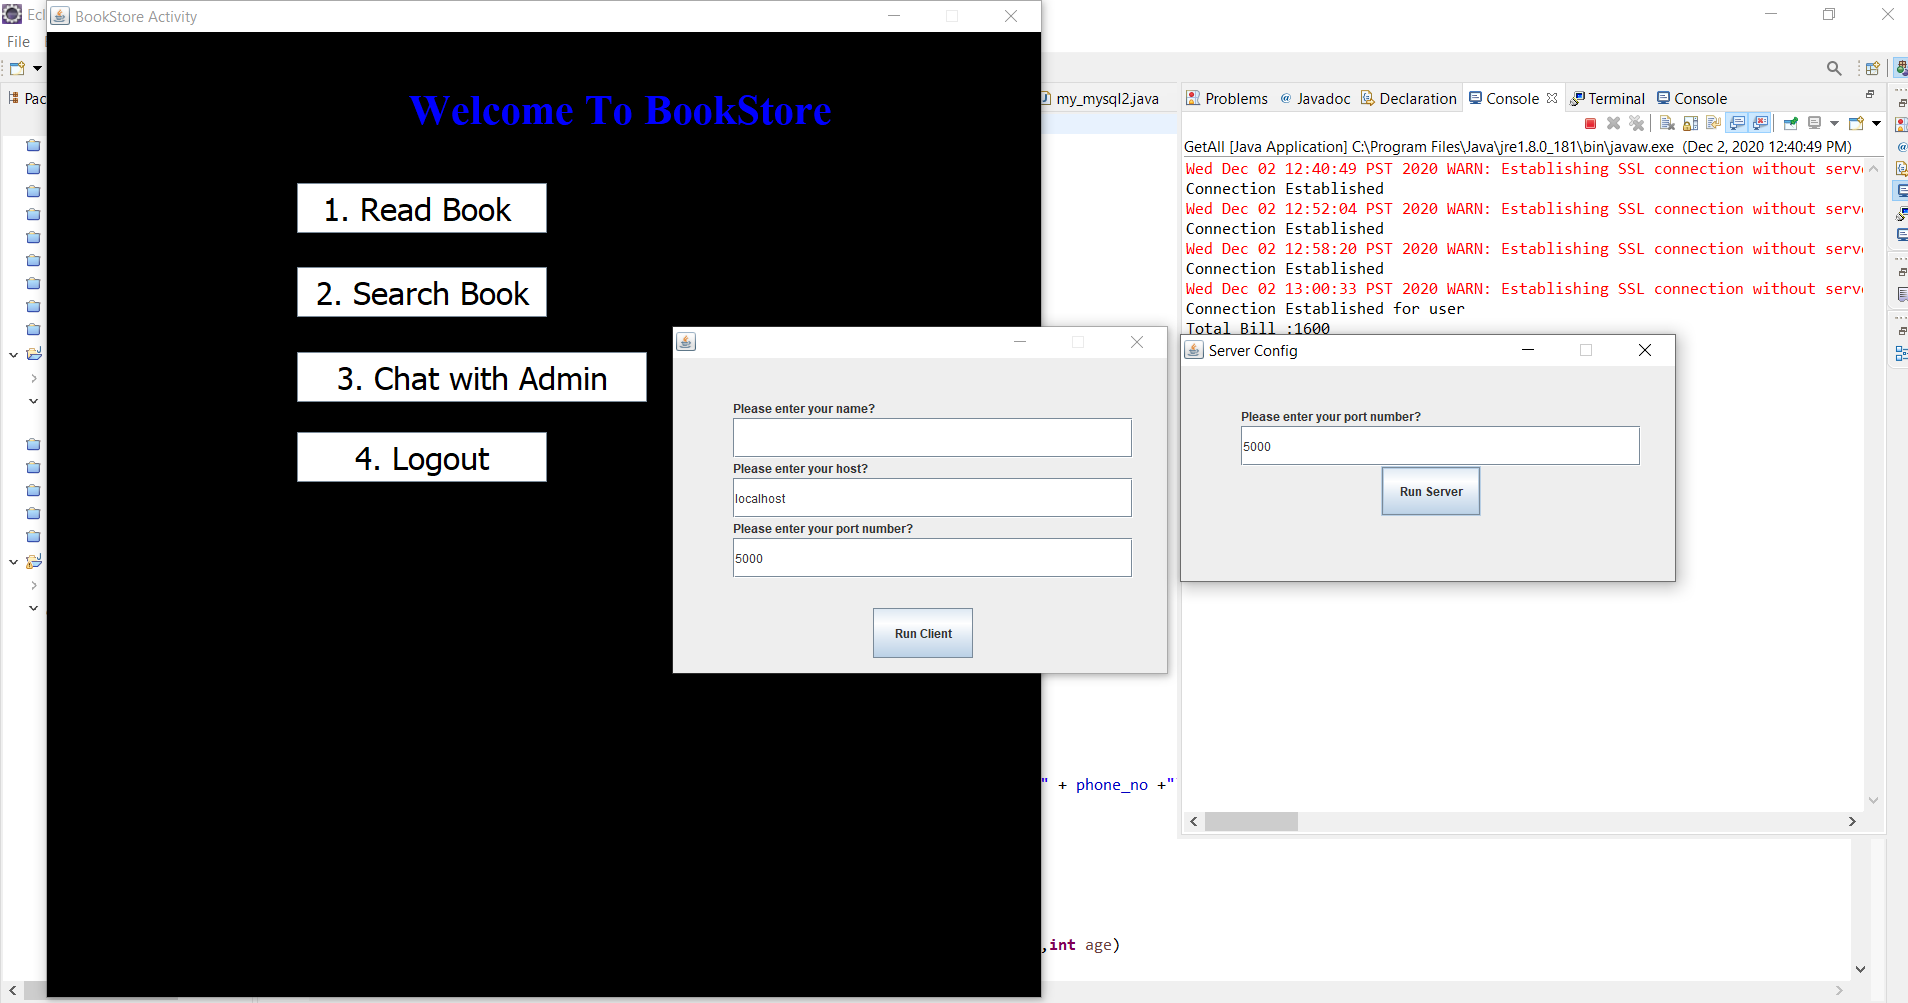 Ecl
BookStore Activity
File
Pac
Welcome To BookStore
1. Read Book
2. Search Book
3. Chat with Admin
4. Logout
my_mysql2.java
Problems
Javadoc
Declaration
Console
Terminal
Console
GetAll [Java Application] C:\Program Files\Java\jre1.8.0_181\bin\javaw.exe (Dec 2, 2020 12:40:49 PM)
Wed Dec 02 12:40:49 PST 2020 WARN: Establishing SSL connection without serv
Connection Established
Wed Dec 02 12:52:04 PST 2020 WARN: Establishing SSL connection without serv
Connection Established
Wed Dec 02 12:58:20 PST 2020 WARN: Establishing SSL connection without serv
Connection Established
Wed Dec 02 13:00:33 PST 2020 WARN: Establishing SSL connection without serv
Connection Established for user
Total Bill :1600
Please enter your name?
Please enter your host?
localhost
Please enter your port number?
5000
Run Client
Server Config
Please enter your port number?
5000
Run Server
" + phone_no +"
,int age)